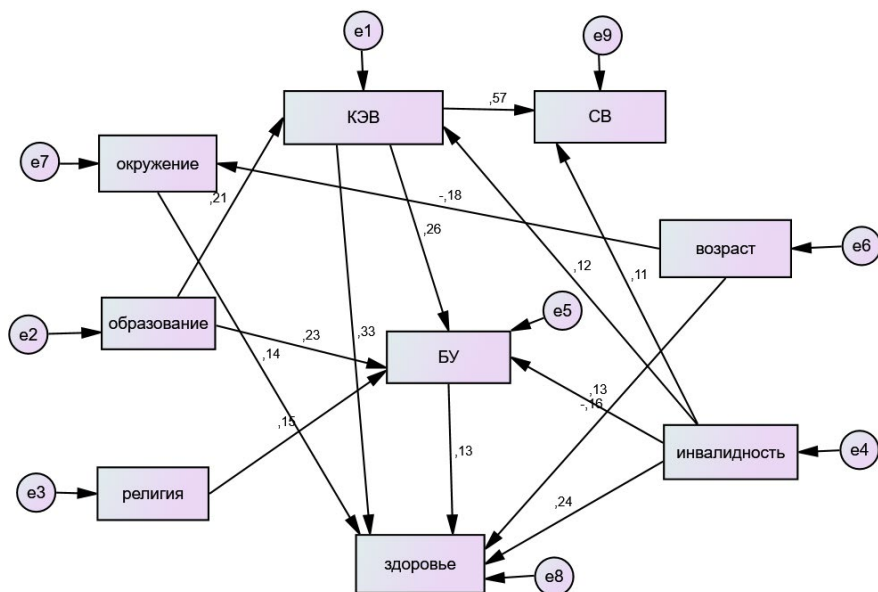 e1
e9
КЭВ
,57
СВ
e7
окружение
,21
-,18
,26
,12
,11
возраст
e6
e2
образование
,23
,33
e5
БУ
,14
,13
-,16
,15
,13
инвалидность
e4
e3
религия
,24
здоровье
e8